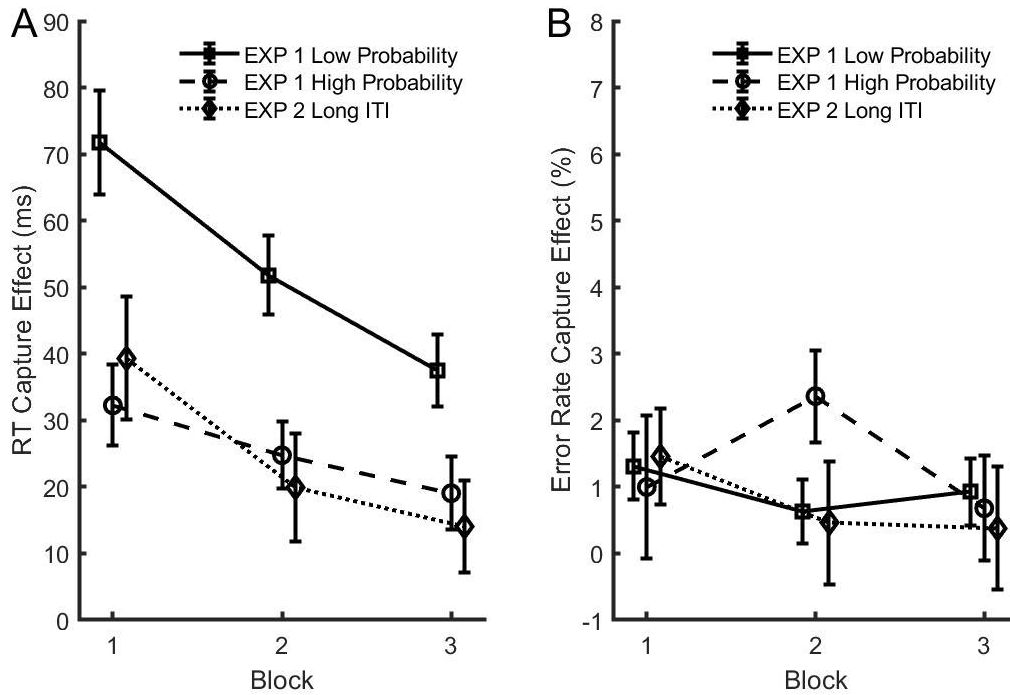 A
RT Capture Effect (ms)
90
80
70
60
50
40
30
20
10
0
EXP 1 Low Probability
EXP 1 High Probability
EXP 2 Long ITI
1 2 3
Block
B
Error Rate Capture Effect (%)
8
7
6
5
4
3
2
1
0
-1
EXP 1 Low Probability
EXP 1 High Probability
EXP 2 Long ITI
1 2 3
Block